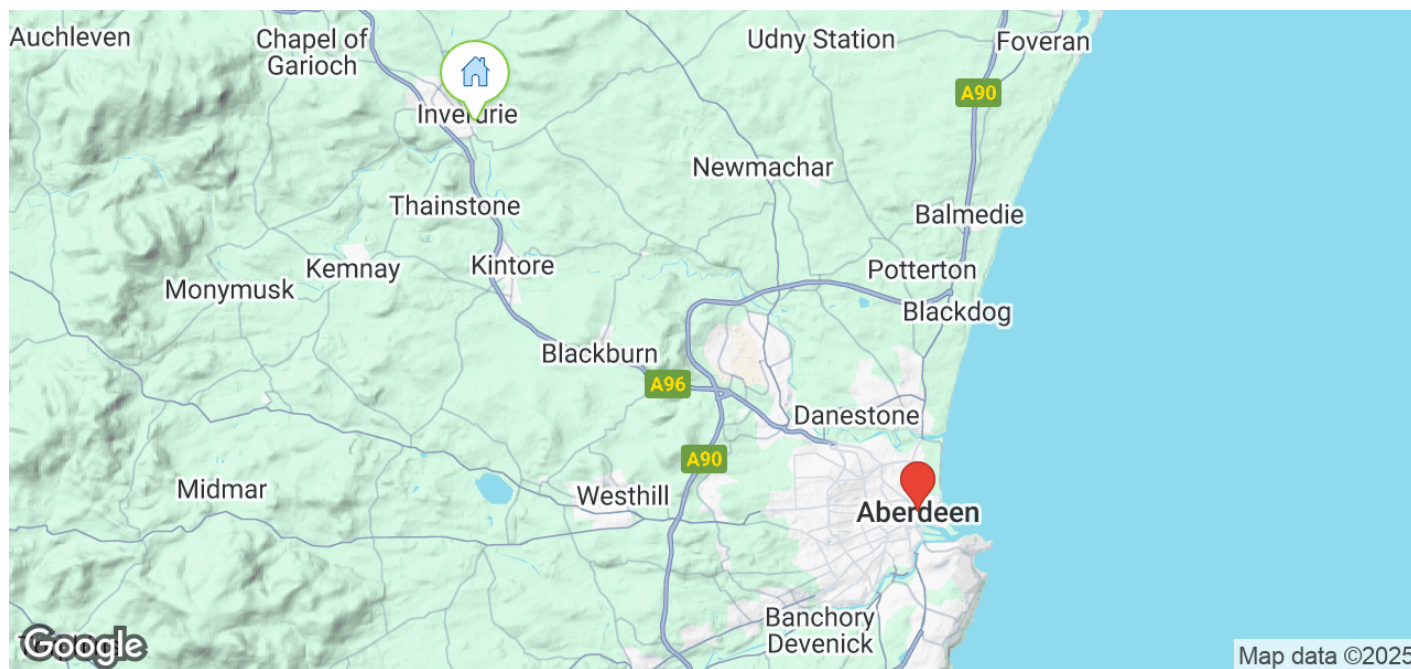 Auchleven
Chapel of
Garioch
Udny Station
Foveran
A90
Inverurie
Newmachar
Thainstone
Balmedie
Kemnay
Kintore
Potterton
Monymusk
Blackdog
Blackburn
A96
Danestone
A90
Midmar
Westhill
Aberdeen
Banchory
Devenick
Google
Map data ©2025